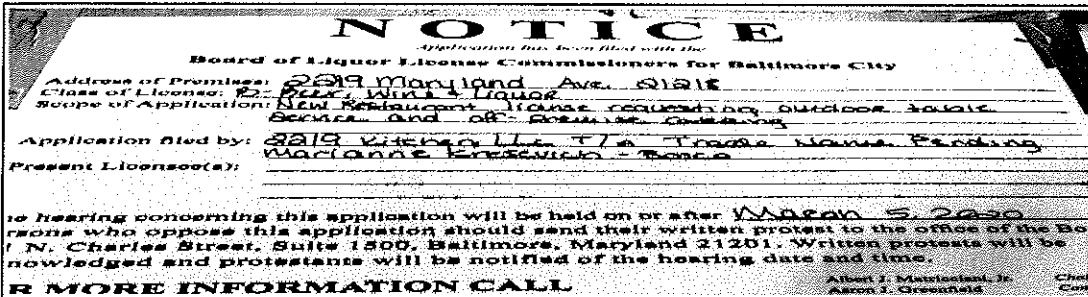 NOTICE
Application has been filed with the
Board of Liquor License Commissioners for Baltimore City
Address of Premises: 2219 Maryland Ave. 21218
Class of License: B- Beer, Wine & Liquor
Scope of Application: New Restaurant license requesting outdoor table
service and off-premise catering
Application filed by: 2219 Kitchen LLC T/a Trade Name Pending
Marianne
Present Licensee(s):
hearing concerning this application will be held on or after March 5, 2020
rsons who oppose this application should send their written protest to the office of the Bo
N. Charles Street, Suite 1500, Baltimore, Maryland 21201. Written protests will be
nowledged and protestants will be notified of the hearing date and time.
R MORE INFORMATION CALL
Albert J. Matricciani, Jr.
Aaron J. Greenfield